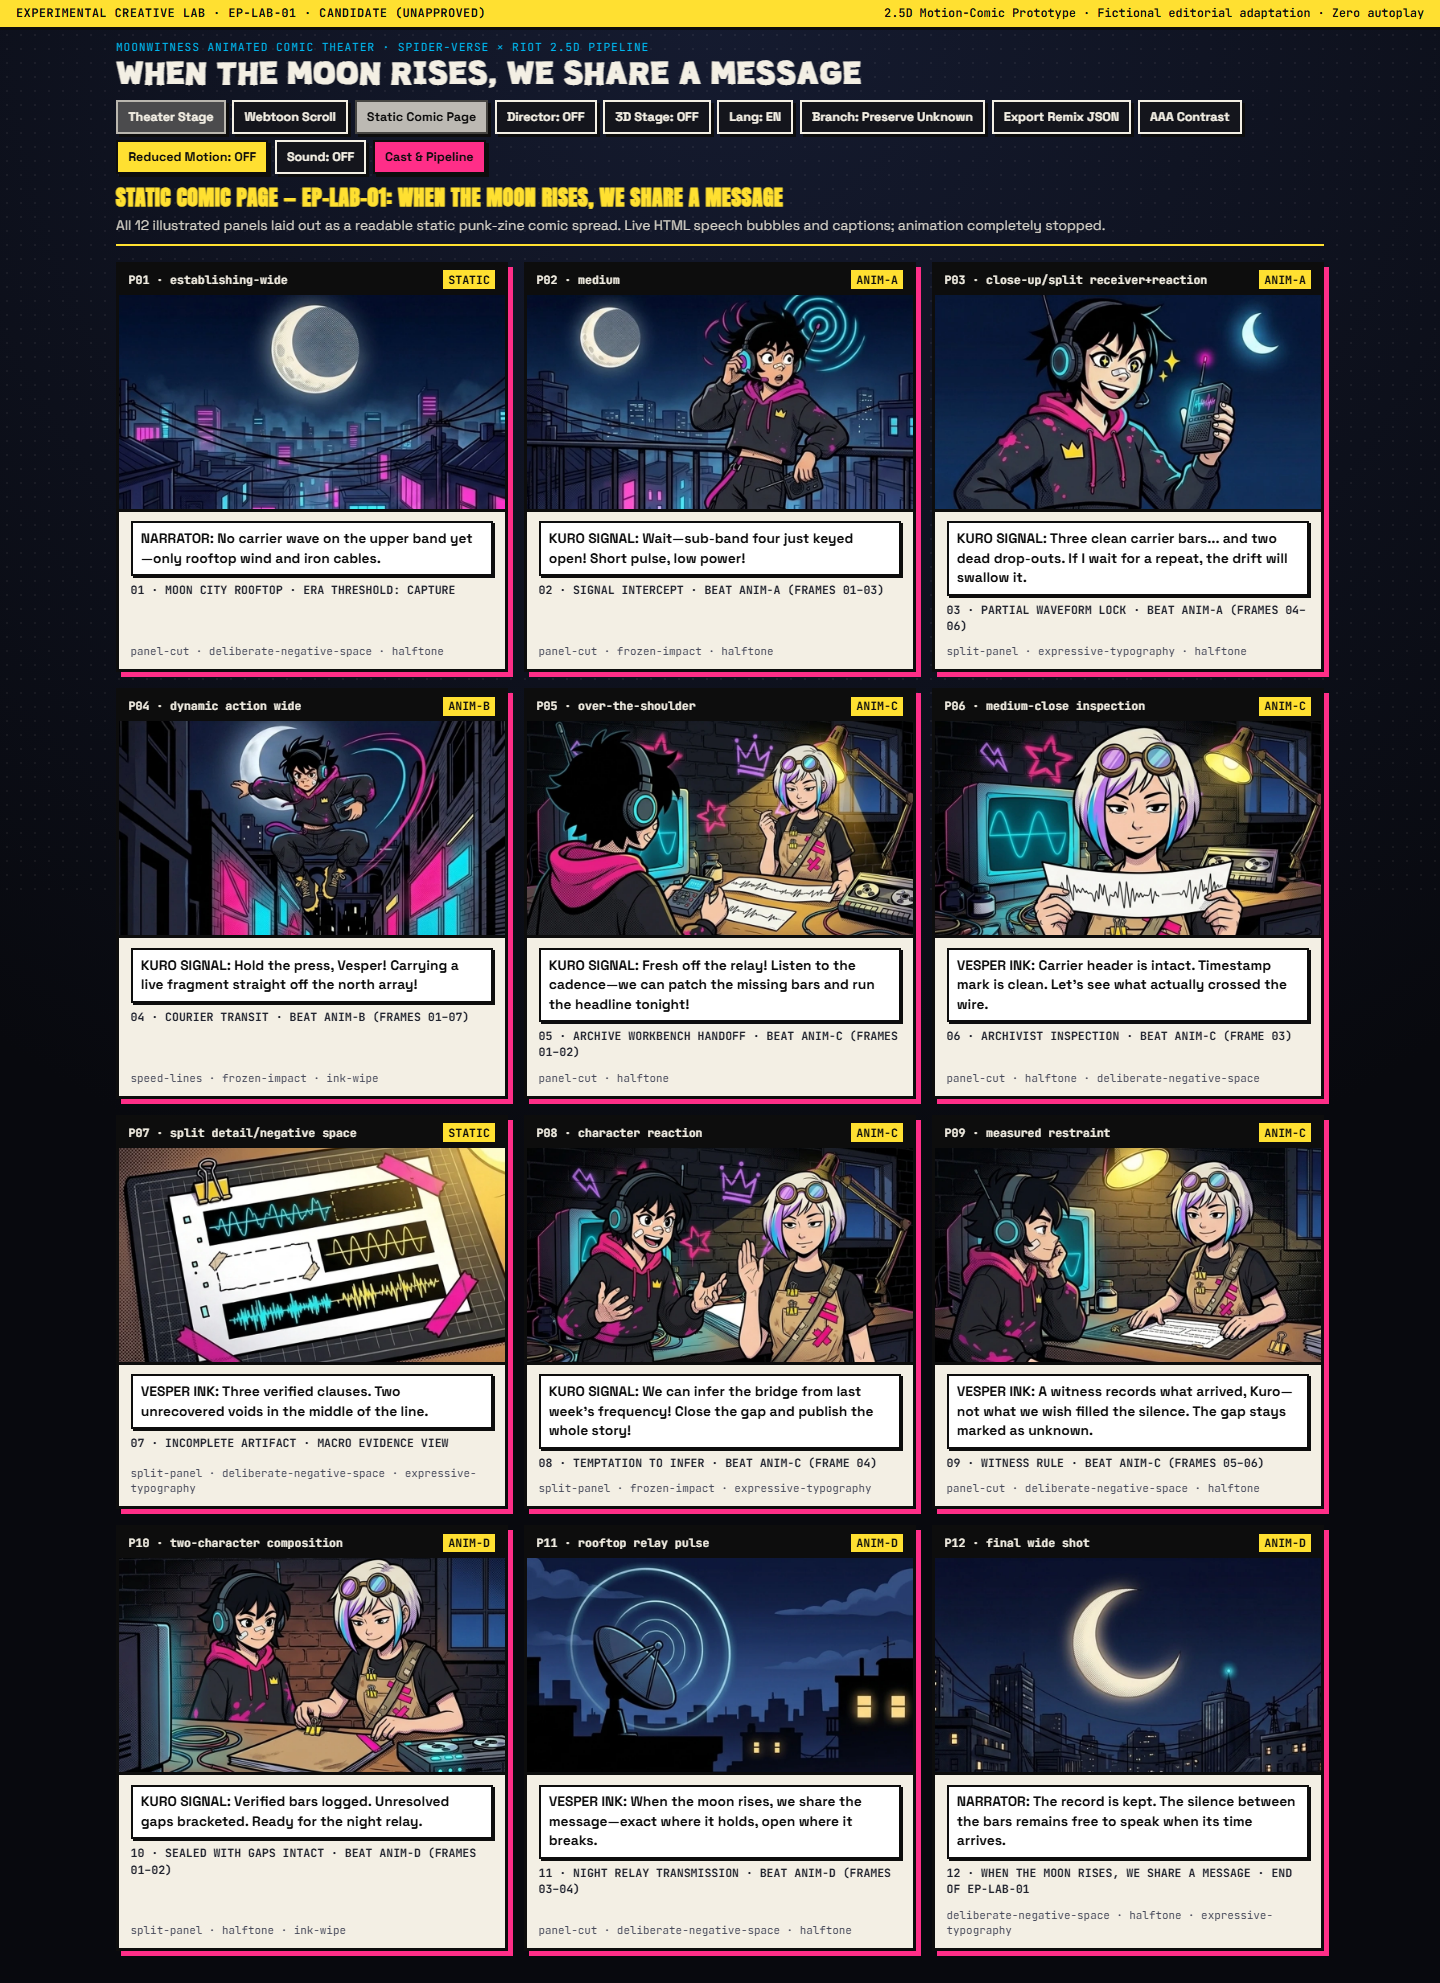 EXPERIMENTAL CREATIVE LAB · EP-LAB-01 · CANDIDATE (UNAPPROVED)
2.5D Motion-Comic Prototype · Fictional editorial adaptation · Zero autoplay
MOONWITNESS ANIMATED COMIC THEATER · SPIDER-VERSE × RIOT 2.5D PIPELINE
WHEN THE MOON RISES, WE SHARE A MESSAGE
Theater Stage
Webtoon Scroll
Static Comic Page
Director: OFF
3D Stage: OFF
Lang: EN
Branch: Preserve Unknown
Export Remix JSON
AAA Contrast
Reduced Motion: OFF
Sound: OFF
Cast & Pipeline
STATIC COMIC PAGE — EP-LAB-01: WHEN THE MOON RISES, WE SHARE A MESSAGE
All 12 illustrated panels laid out as a readable static punk-zine comic spread. Live HTML speech bubbles and captions; animation completely stopped.
P01 · establishing-wide
STATIC
NARRATOR: No carrier wave on the upper band yet
—only rooftop wind and iron cables.
01 · MOON CITY ROOFTOP · ERA THRESHOLD: CAPTURE
panel-cut · deliberate-negative-space · halftone
P02 · medium
ANIM-A
KURO SIGNAL: Wait—sub-band four just keyed
open! Short pulse, low power!
02 · SIGNAL INTERCEPT · BEAT ANIM-A (FRAMES 01-03)
panel-cut · frozen-impact · halftone
P03 · close-up/split receiver+reaction
ANIM-A
KURO SIGNAL: Three clean carrier bars... and two
dead drop-outs. If I wait for a repeat, the drift will
swallow it.
03 · PARTIAL WAVEFORM LOCK · BEAT ANIM-A (FRAMES 04-
06)
split-panel · expressive-typography · halftone
P04 · dynamic action wide
ANIM-B
KURO SIGNAL: Hold the press, Vesper! Carrying a
live fragment straight off the north array!
04 · COURIER TRANSIT · BEAT ANIM-B (FRAMES 01-07)
speed-lines · frozen-impact · ink-wipe
P05 · over-the-shoulder
ANIM-C
KURO SIGNAL: Fresh off the relay! Listen to the
cadence—we can patch the missing bars and run
the headline tonight!
05 · ARCHIVE WORKBENCH HANDOFF · BEAT ANIM-C (FRAMES
01-02)
panel-cut · halftone
P06 · medium-close inspection
ANIM-C
VESPER INK: Carrier header is intact. Timestamp
mark is clean. Let's see what actually crossed the
wire.
06 · ARCHIVIST INSPECTION · BEAT ANIM-C (FRAME 03)
panel-cut · halftone · deliberate-negative-space
P07 · split detail/negative space
STATIC
VESPER INK: Three verified clauses. Two
unrecovered voids in the middle of the line.
07 · INCOMPLETE ARTIFACT · MACRO EVIDENCE VIEW
split-panel · deliberate-negative-space · expressive-
typography
P08 · character reaction
ANIM-C
KURO SIGNAL: We can infer the bridge from last
week's frequency! Close the gap and publish the
whole story!
08 · TEMPTATION TO INFER · BEAT ANIM-C (FRAME 04)
split-panel · frozen-impact · expressive-typography
P09 · measured restraint
ANIM-C
VESPER INK: A witness records what arrived, Kuro—
not what we wish filled the silence. The gap stays
marked as unknown.
09 · WITNESS RULE · BEAT ANIM-C (FRAMES 05-06)
panel-cut · deliberate-negative-space · halftone
P10 · two-character composition
ANIM-D
KURO SIGNAL: Verified bars logged. Unresolved
gaps bracketed. Ready for the night relay.
10 · SEALED WITH GAPS INTACT · BEAT ANIM-D (FRAMES
01-02)
split-panel · halftone · ink-wipe
P11 · rooftop relay pulse
ANIM-D
VESPER INK: When the moon rises, we share the
message—exact where it holds, open where it
breaks.
11 · NIGHT RELAY TRANSMISSION · BEAT ANIM-D (FRAMES
03-04)
panel-cut · deliberate-negative-space · halftone
P12 · final wide shot
ANIM-D
NARRATOR: The record is kept. The silence between
the bars remains free to speak when its time
arrives.
12 · WHEN THE MOON RISES, WE SHARE A MESSAGE · END
OF EP-LAB-01
deliberate-negative-space · halftone · expressive-
typography